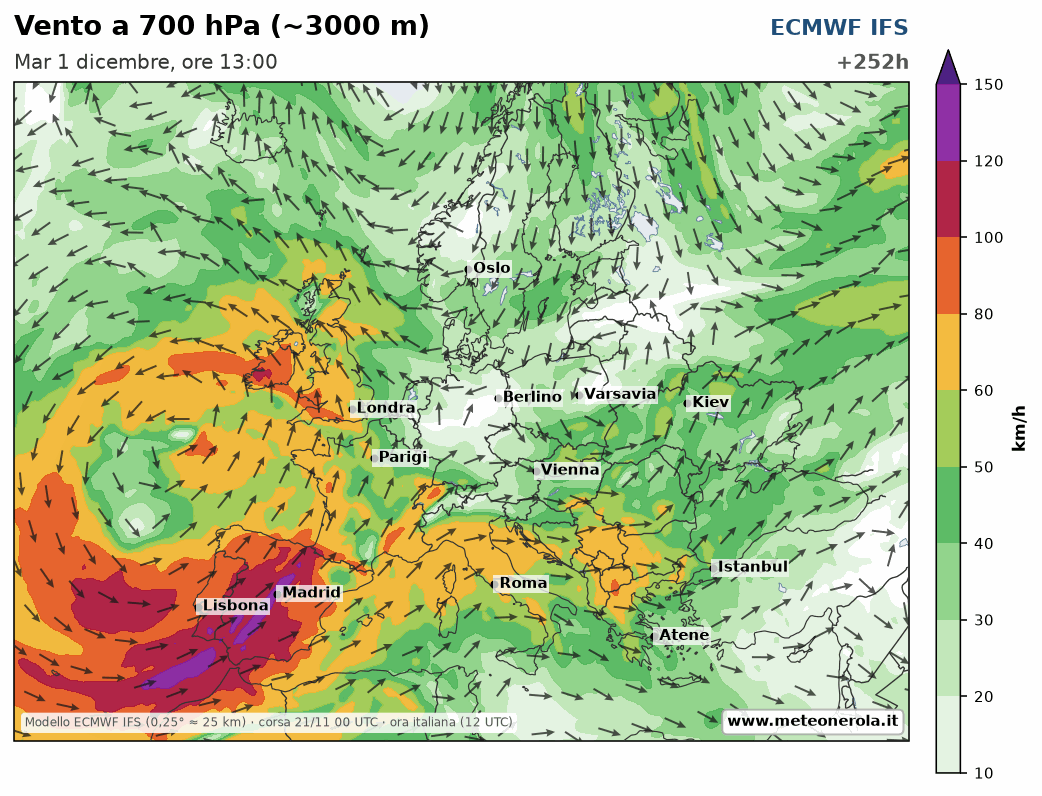 Vento a 700 hPa (~3000 m)
ECMWF IFS
Mar 1 dicembre, ore 13:00
+252h
150
120
100
80
60
50
40
30
20
10
km/h
Oslo
Berlino
Varsavia
Kiev
Londra
Parigi
Vienna
Istanbul
Roma
Madrid
Lisbona
Atene
Modello ECMWF IFS (0,25° ≈ 25 km) · corsa 21/11 00 UTC · ora italiana (12 UTC)
www.meteonerola.it